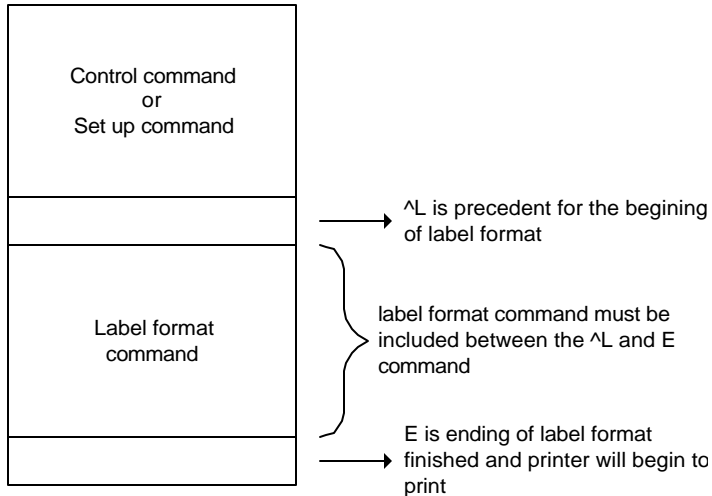 Control command
or
Set up command
^L is precedent for the begining
of label format
Label format
command
label format command must be
included between the ^L and E
command
E is ending of label format
finished and printer will begin to
print